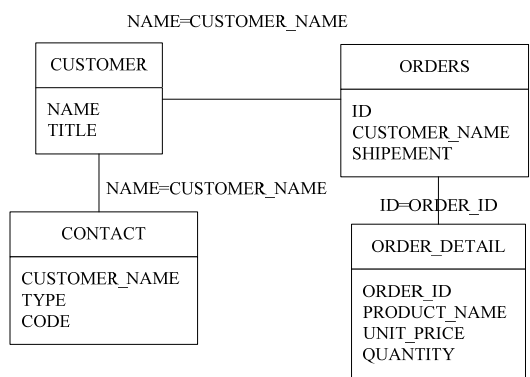 NAME=CUSTOMER_NAME
CUSTOMER
NAME
TITLE
ORDERS
ID
CUSTOMER_NAME
SHIPEMENT
NAME=CUSTOMER_NAME
ID=ORDER_ID
CONTACT
CUSTOMER_NAME
TYPE
CODE
ORDER_DETAIL
ORDER_ID
PRODUCT_NAME
UNIT_PRICE
QUANTITY